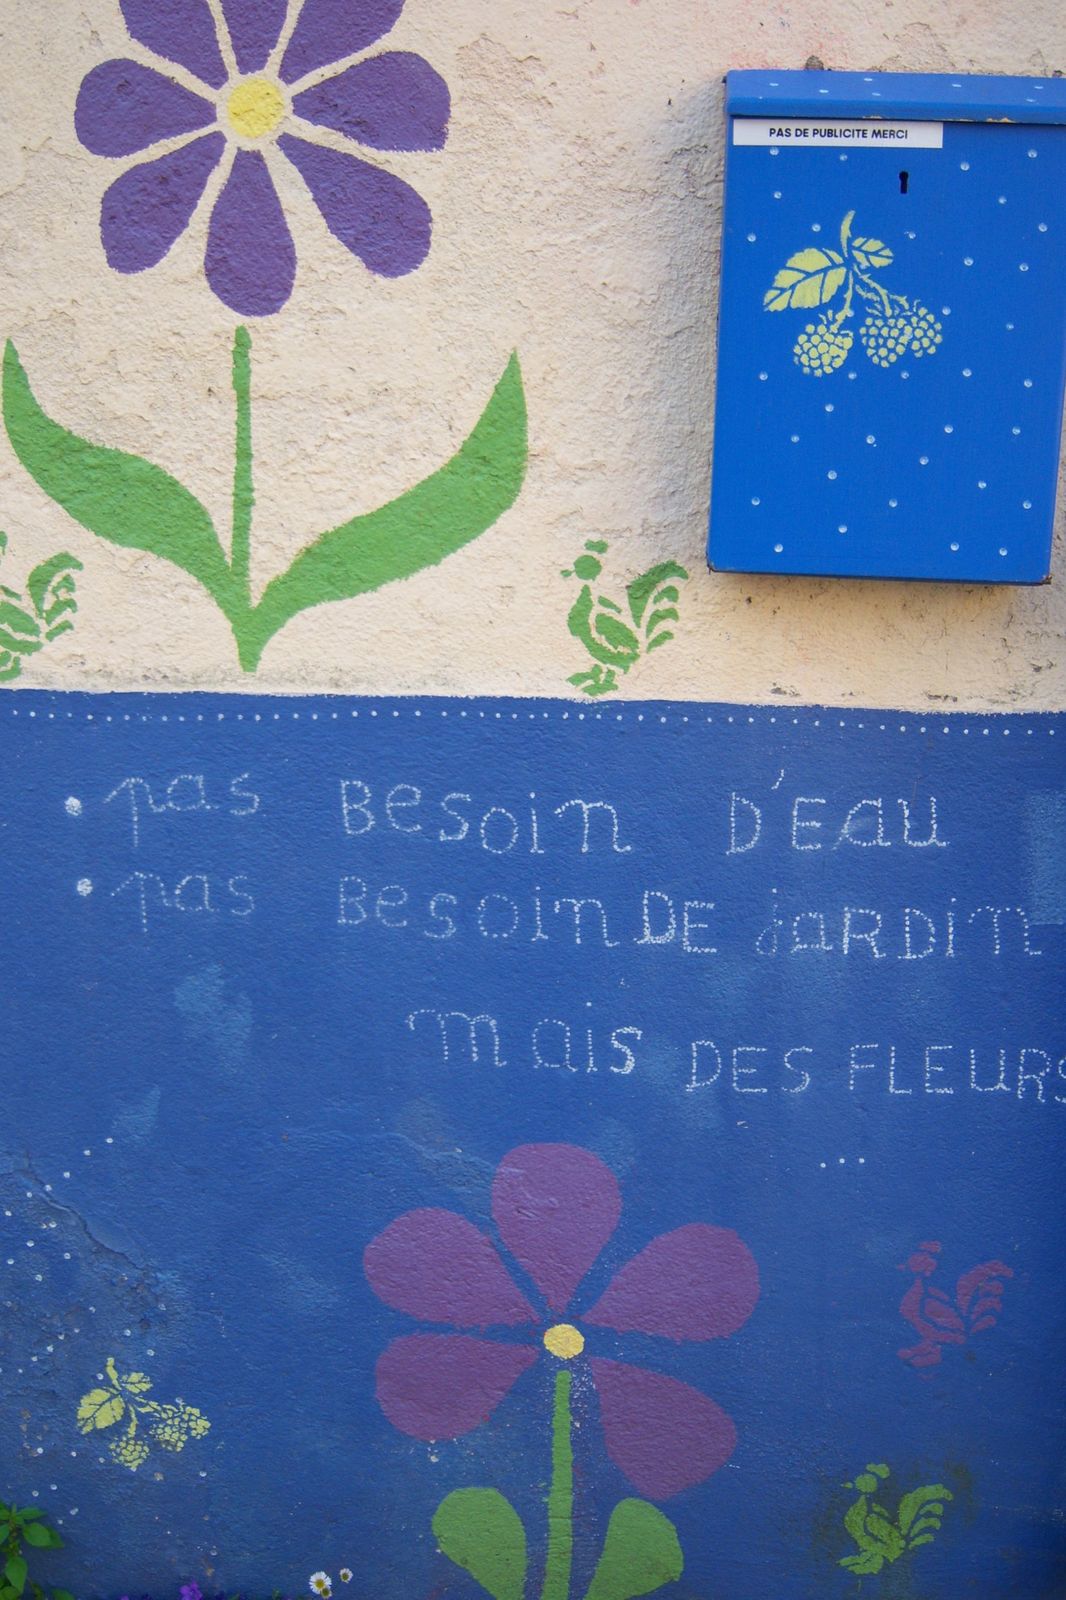 PAS DE PUBLICITE MERCI
• pas Besoin D'EAU
• pas Besoin DE jaRDin
mais DES FLEURS
...